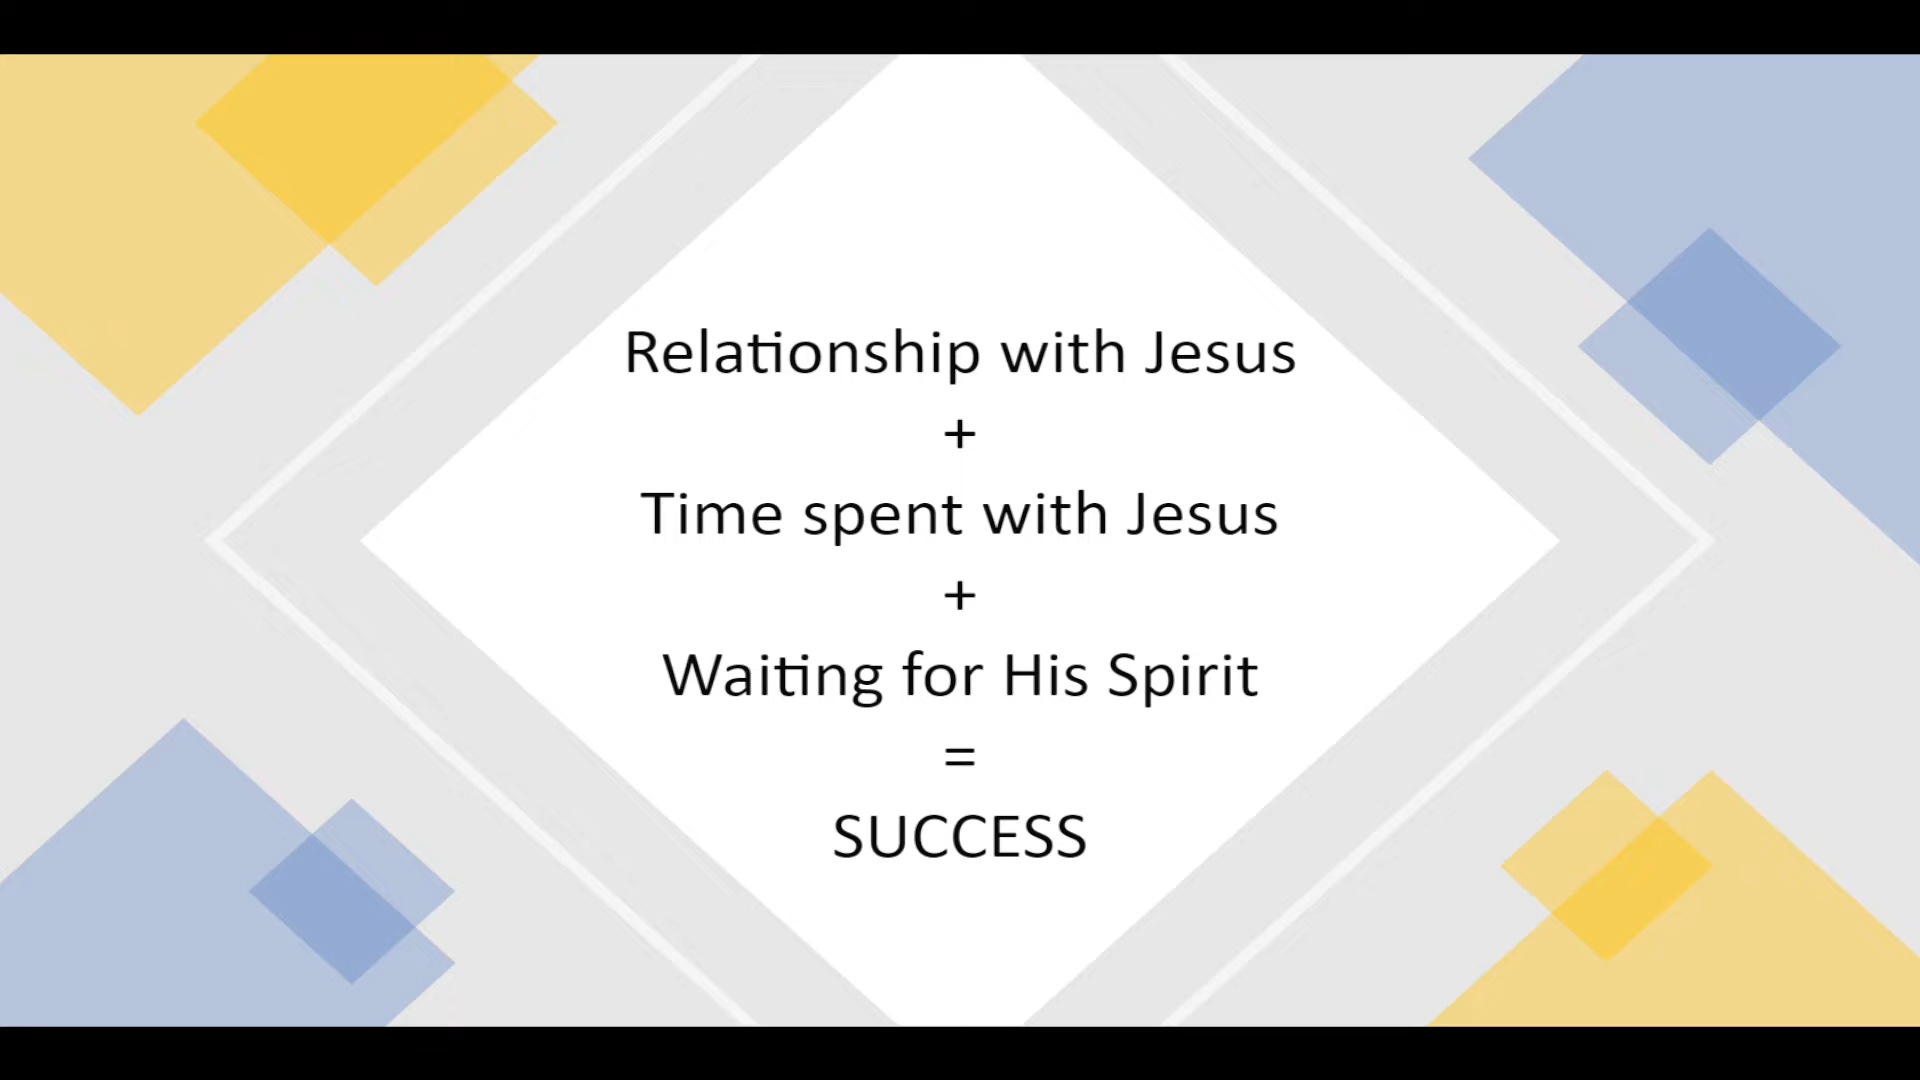 Relationship with Jesus
+
Time spent with Jesus
+
Waiting for His Spirit
=
SUCCESS